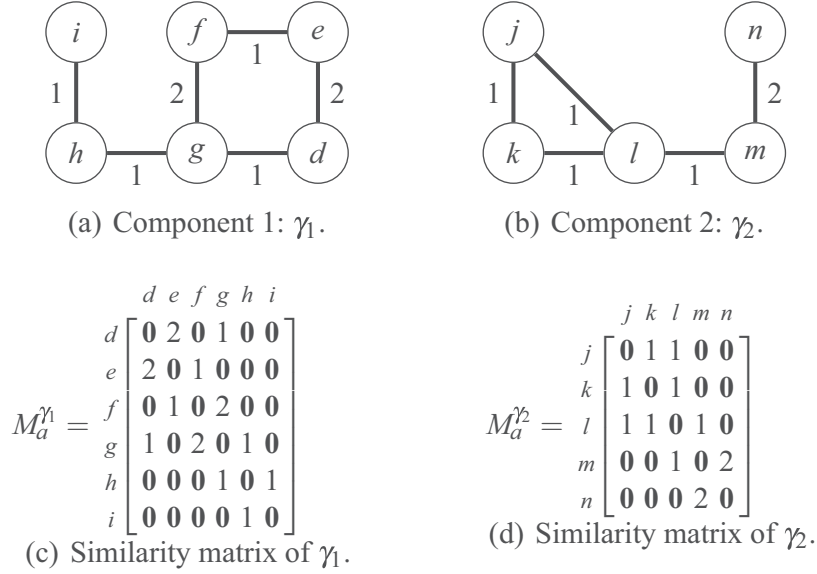 i f e j n
1
1 2 2 1 1 2
h g d k l m
1 1 1 1
(a) Component 1: γ₁. (b) Component 2: γ₂.
d e f g h i
d 0 2 0 1 0 0
e 2 0 1 0 0 0
f 0 1 0 2 0 0
g 1 0 2 0 1 0
h 0 0 0 1 0 1
i 0 0 0 0 1 0
M_a^γ₁ =
(c) Similarity matrix of γ₁.
j k l m n
j 0 1 1 0 0
k 1 0 1 0 0
l 1 1 0 1 0
m 0 0 1 0 2
n 0 0 0 2 0
M_a^γ₂ =
(d) Similarity matrix of γ₂.